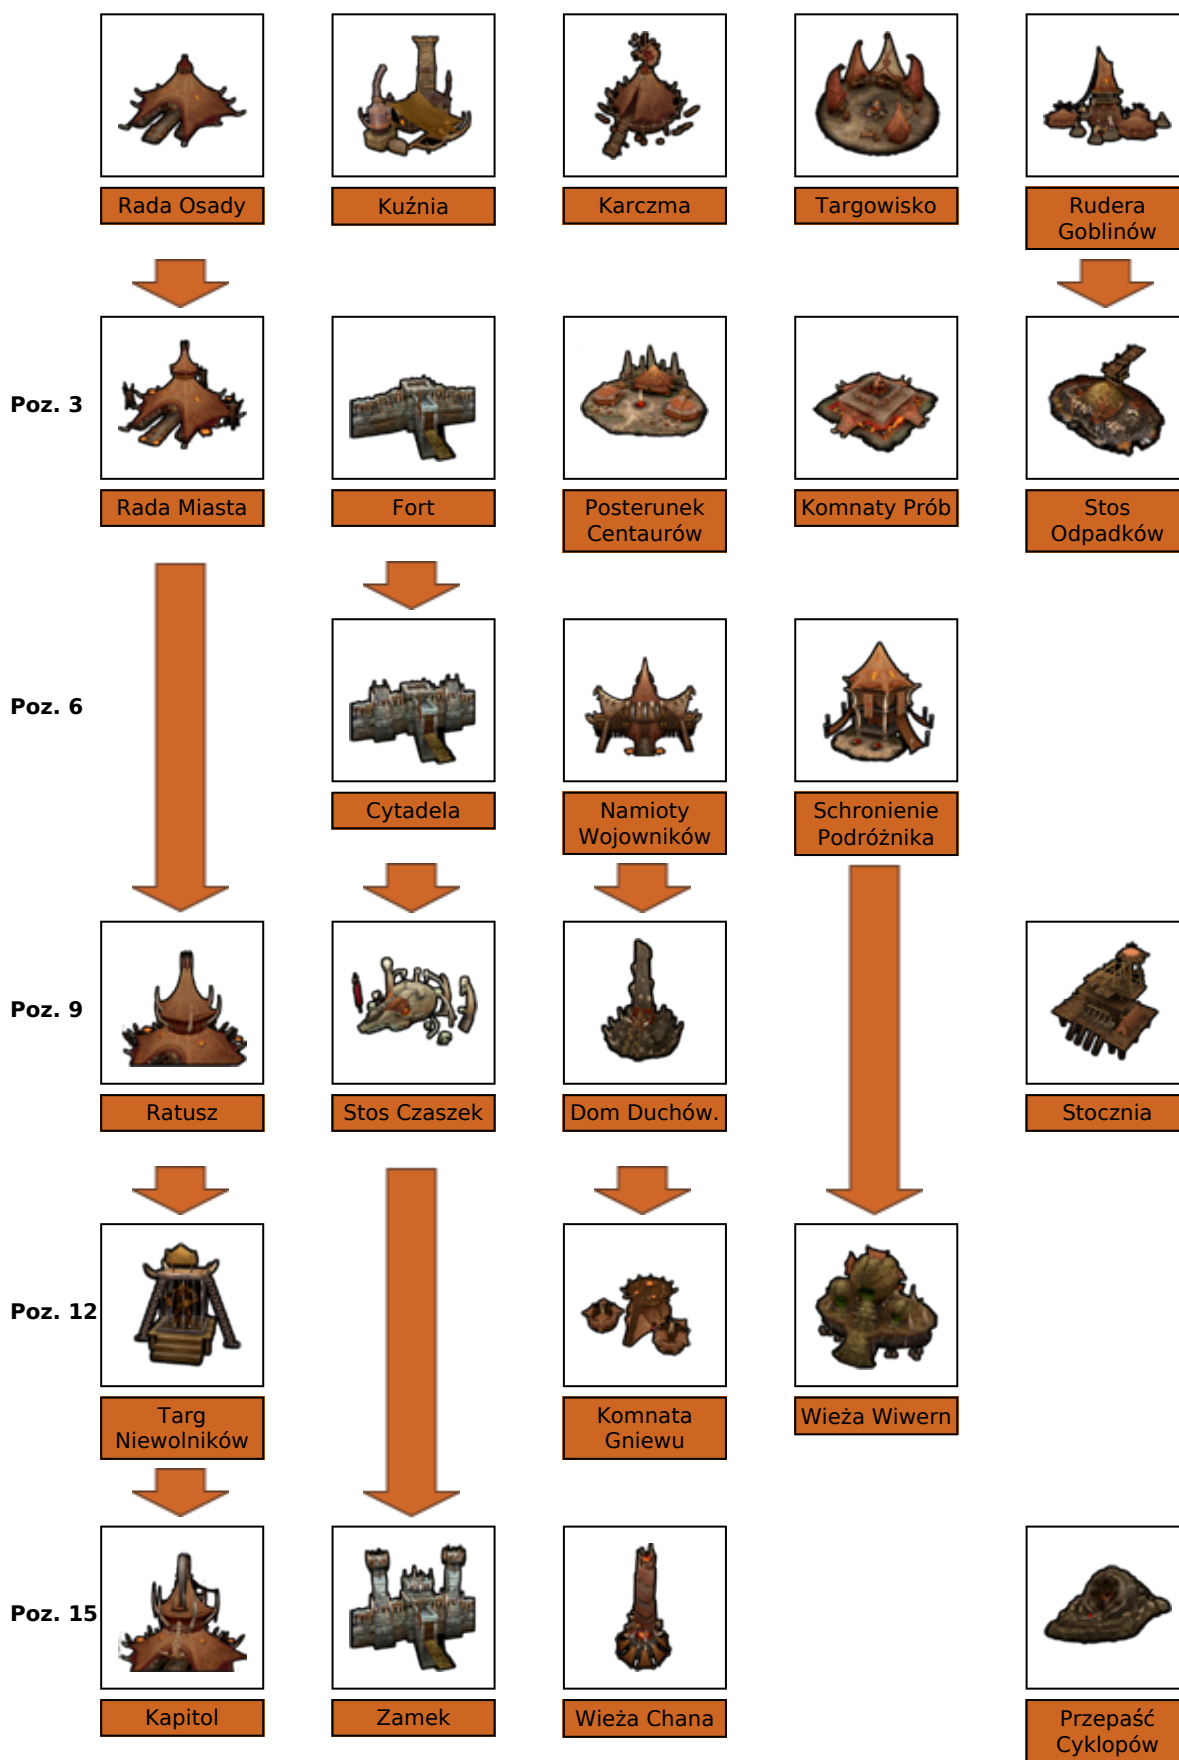 Rada Osady
Kuźnia
Karczma
Targowisko
Rudera
Goblinów
Poz. 3
Rada Miasta
Fort
Posterunek
Centaurów
Komnaty Prób
Stos
Odpadków
Poz. 6
Cytadela
Namioty
Wojowników
Schronienie
Podróżnika
Poz. 9
Ratusz
Stos Czaszek
Dom Duchów.
Stocznia
Poz. 12
Targ
Niewolników
Komnata
Gniewu
Wieża Wiwern
Poz. 15
Kapitol
Zamek
Wieża Chana
Przepaść
Cyklopów